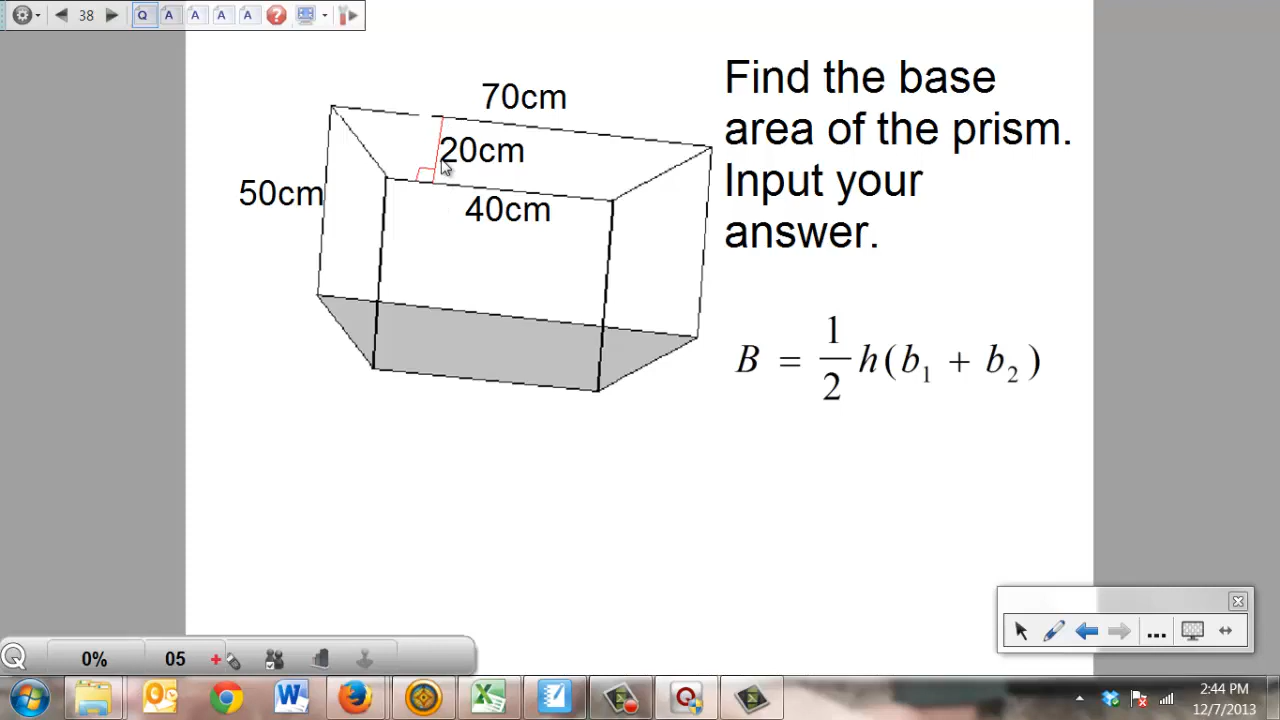 38
Q A A A A ?
70cm
20cm
50cm
40cm
Find the base
area of the prism.
Input your
answer.
B = 1/2 h(b₁ + b₂)
0%
05
2:44 PM
12/7/2013